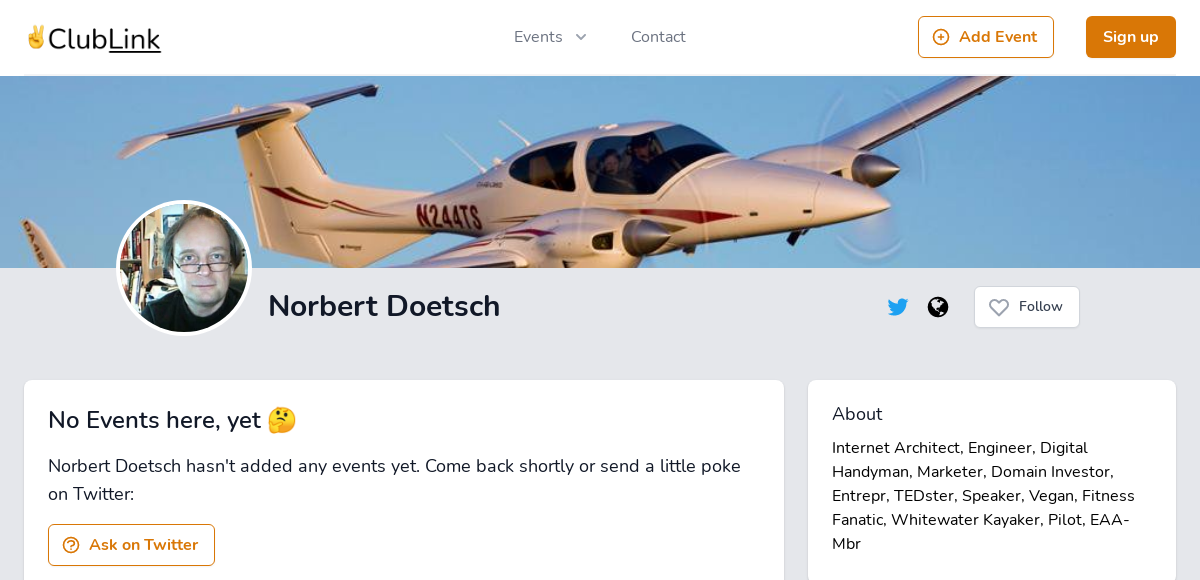 ClubLink
Events
Contact
Add Event
Sign up
N244TS
Norbert Doetsch
Follow
No Events here, yet 🤔
Norbert Doetsch hasn't added any events yet. Come back shortly or send a little poke
on Twitter:
Ask on Twitter
About
Internet Architect, Engineer, Digital
Handyman, Marketer, Domain Investor,
Entrepr, TEDster, Speaker, Vegan, Fitness
Fanatic, Whitewater Kayaker, Pilot, EAA-
Mbr